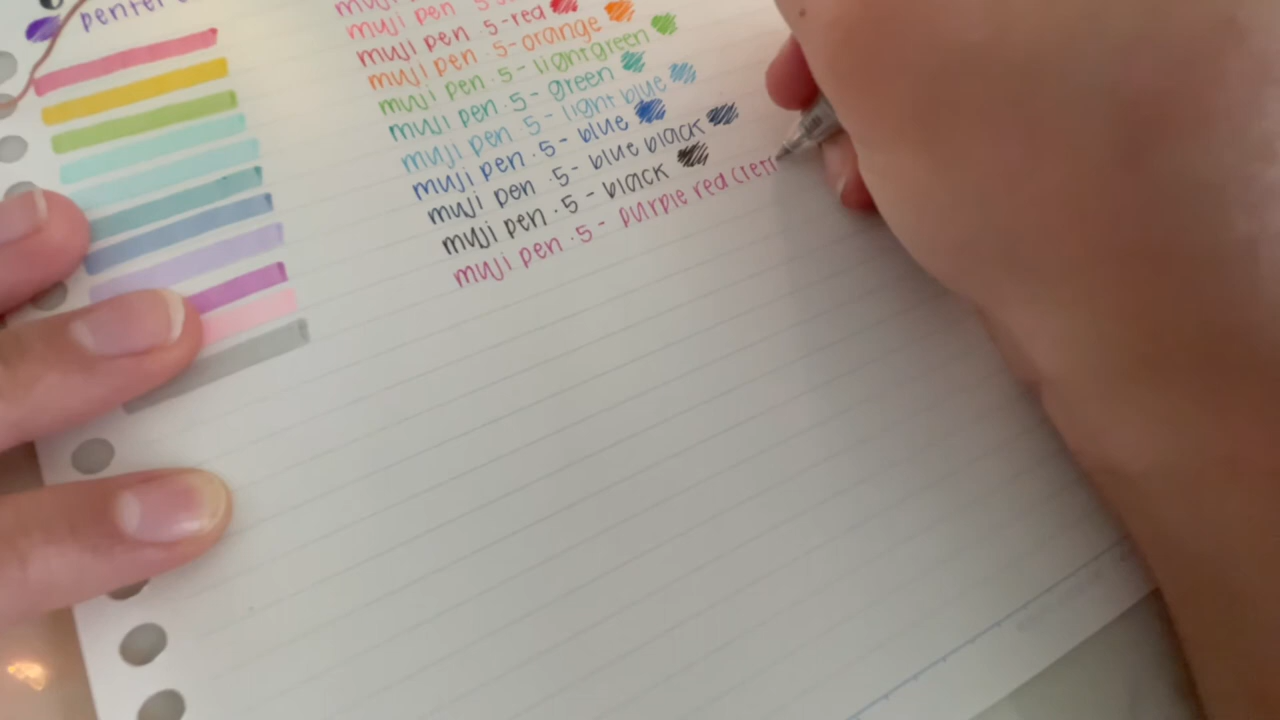 pentel
muji pen .5-red
muji pen .5-orange
muji pen .5- lightgreen
muji pen .5- green
muji pen .5- light blue
muji pen .5- blue
muji pen .5- blue black
muji pen .5- black
muji pen .5- purple red